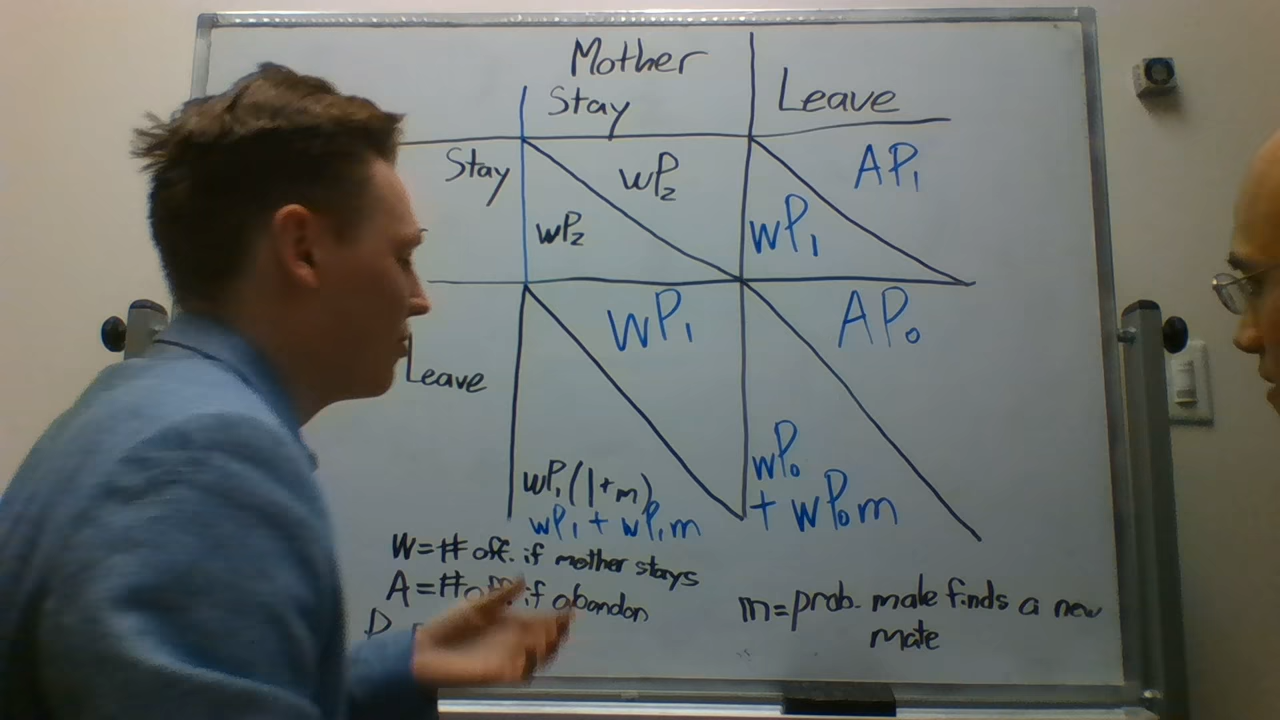 Mother
Stay Leave
Stay wP₂ AP₁
wP₂ wP₁
WP₁ AP₀
Leave
wP₁(1+m) wP₀
wP₁ + wP₁m + wP₀m
W=# off. if mother stays
A=# if abandon
m=prob. male finds a new
mate
P